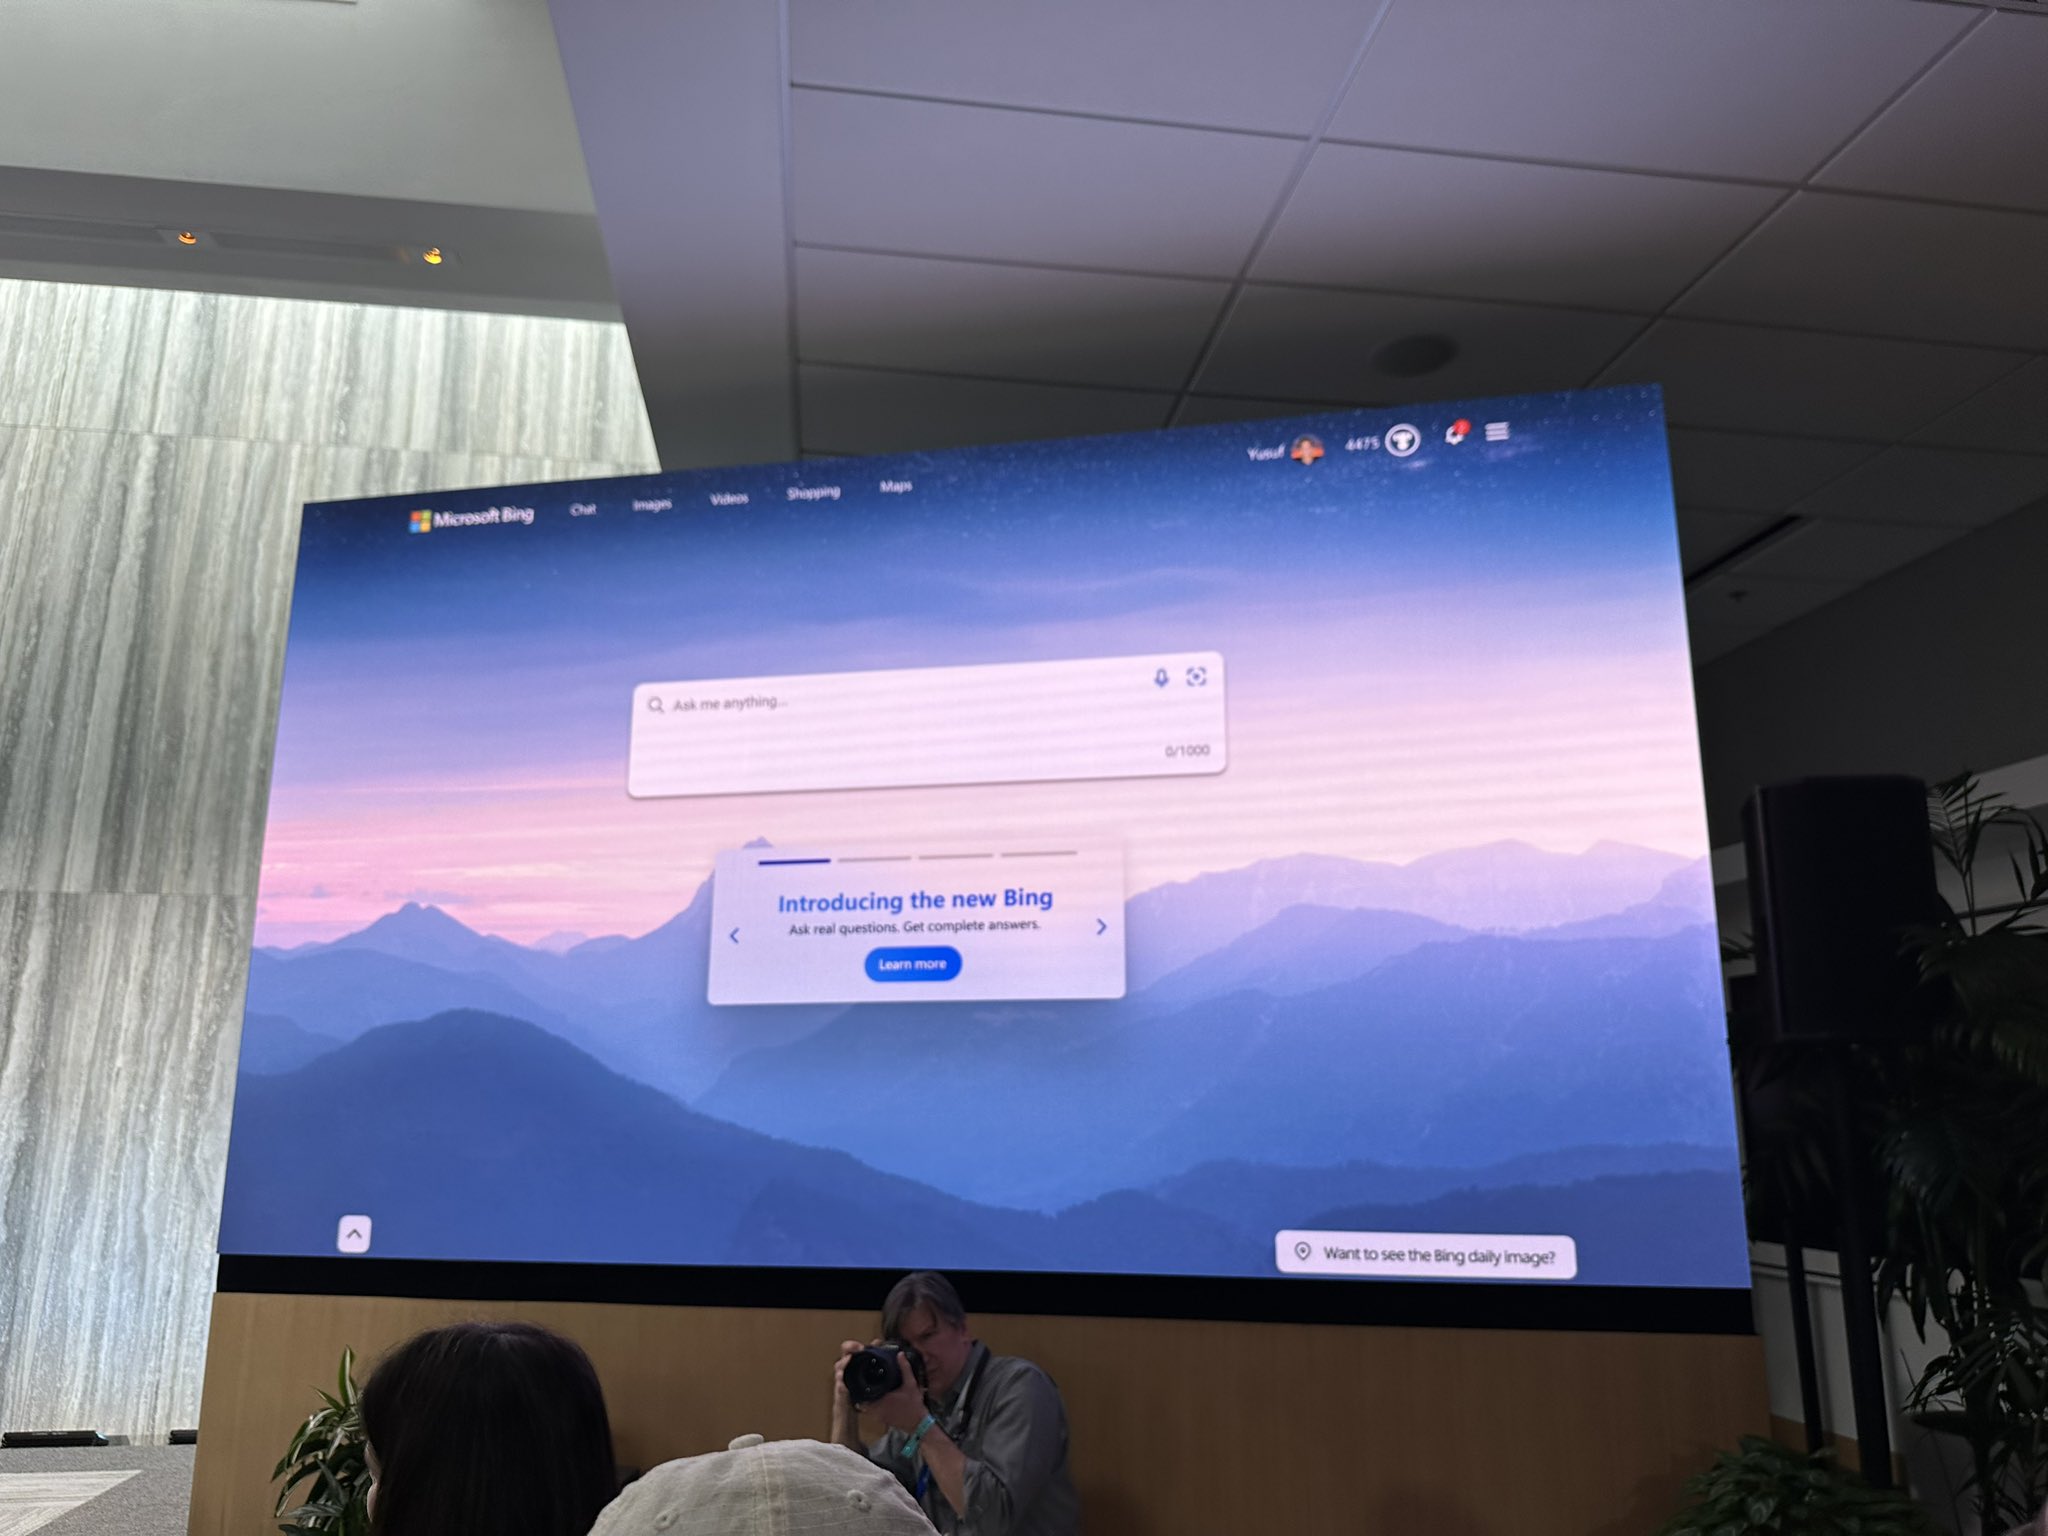 Microsoft Bing Chat Images Videos Shopping Maps Yusuf 4475
Ask me anything...
0/1000
Introducing the new Bing
Ask real questions. Get complete answers.
Learn more
Want to see the Bing daily image?